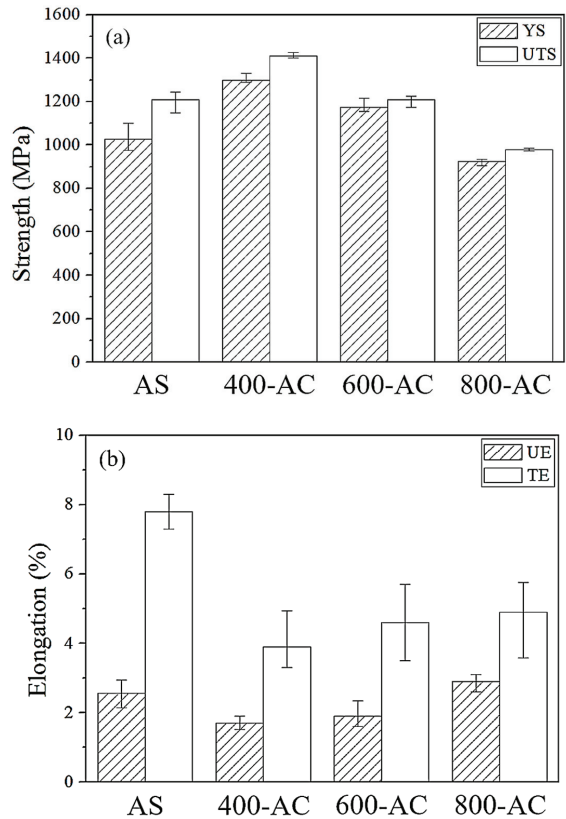 (a)
YS
UTS
Strength (MPa)
1600
1400
1200
1000
800
600
400
200
0
AS 400-AC 600-AC 800-AC
(b)
UE
TE
Elongation (%)
10
8
6
4
2
0
AS 400-AC 600-AC 800-AC